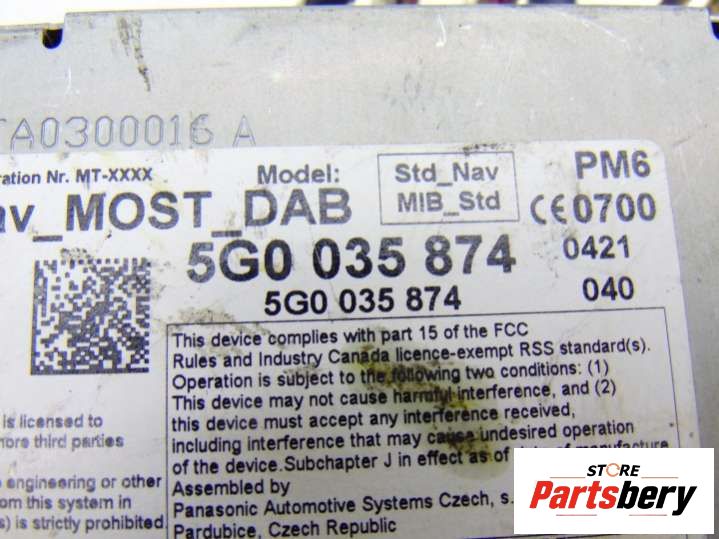 TA0300016 A
ration Nr. MT-XXXX
Model:
Std_Nav
MIB_Std
PM6
av_MOST_DAB
CE0700
5G0 035 874
0421
5G0 035 874
040
This device complies with part 15 of the FCC
Rules and Industry Canada licence-exempt RSS standard(s).
Operation is subject to the following two conditions: (1)
This device may not cause harmful interference, and (2)
this device must accept any interference received,
including interference that may cause undesired operation
of the device.Subchapter J in effect as of date of manufacture
Assembled by
Panasonic Automotive Systems Czech, s.
Pardubice, Czech Republic
is licensed to
more third parties
engineering or other
om this system in
s) is strictly prohibited
STORE
Partsbery